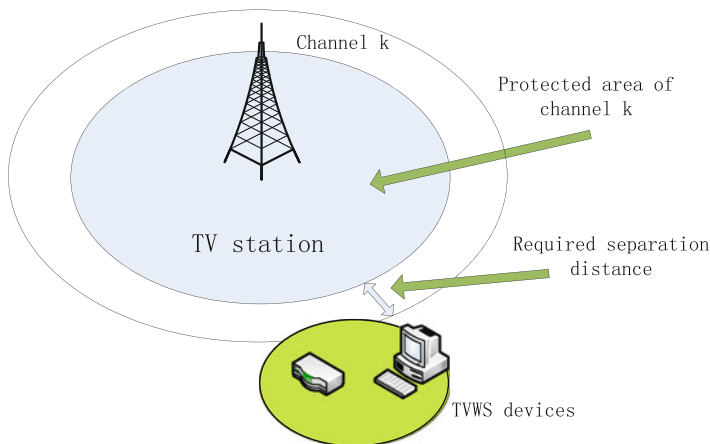 Channel k
Protected area of
channel k
TV station
Required separation
distance
TVWS devices